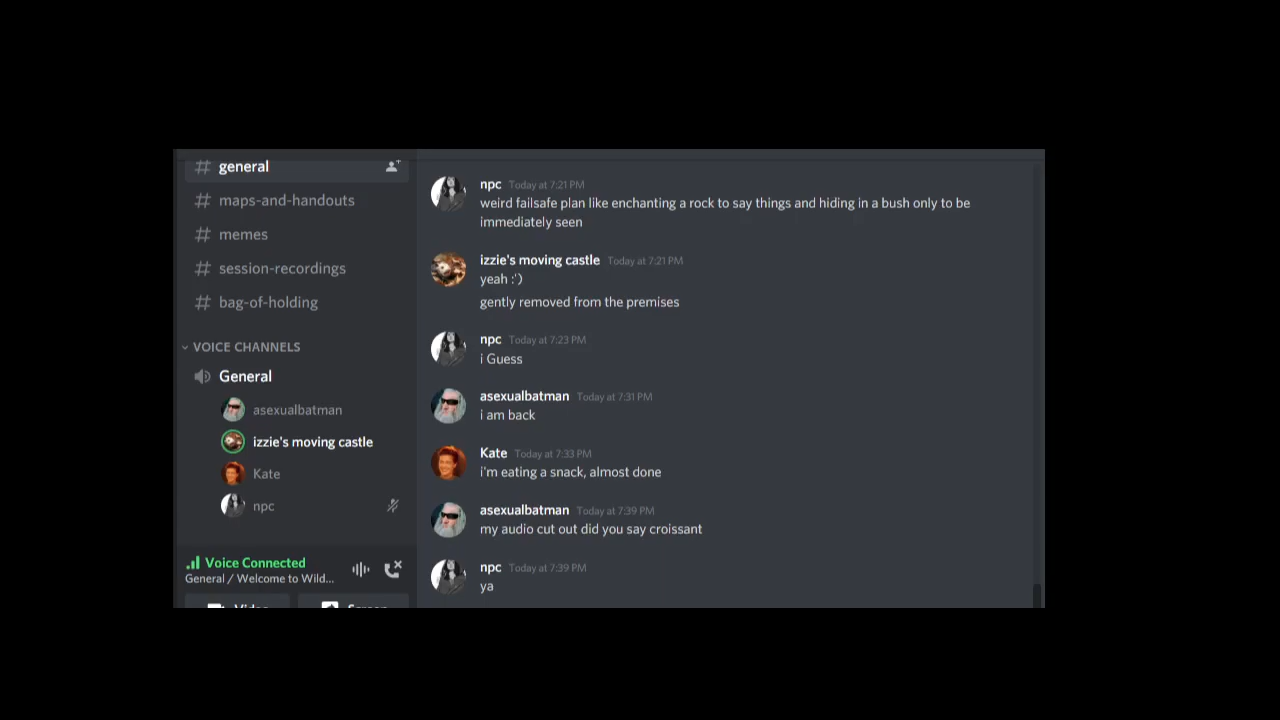 general
maps-and-handouts
memes
session-recordings
bag-of-holding
VOICE CHANNELS
General
asexualbatman
izzie's moving castle
Kate
npc
Voice Connected
General / Welcome to Wild...
Video
Screen
npc Today at 7:21 PM
weird failsafe plan like enchanting a rock to say things and hiding in a bush only to be
immediately seen
izzie's moving castle Today at 7:21 PM
yeah :')
gently removed from the premises
npc Today at 7:23 PM
i Guess
asexualbatman Today at 7:31 PM
i am back
Kate Today at 7:33 PM
i'm eating a snack, almost done
asexualbatman Today at 7:39 PM
my audio cut out did you say croissant
npc Today at 7:39 PM
ya